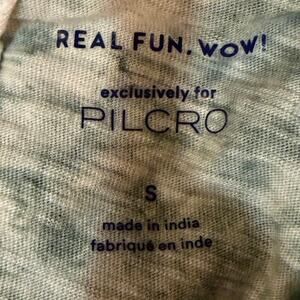 REAL FUN, WOW!
exclusively for
PILCRO
S
made in india
fabriqué en inde